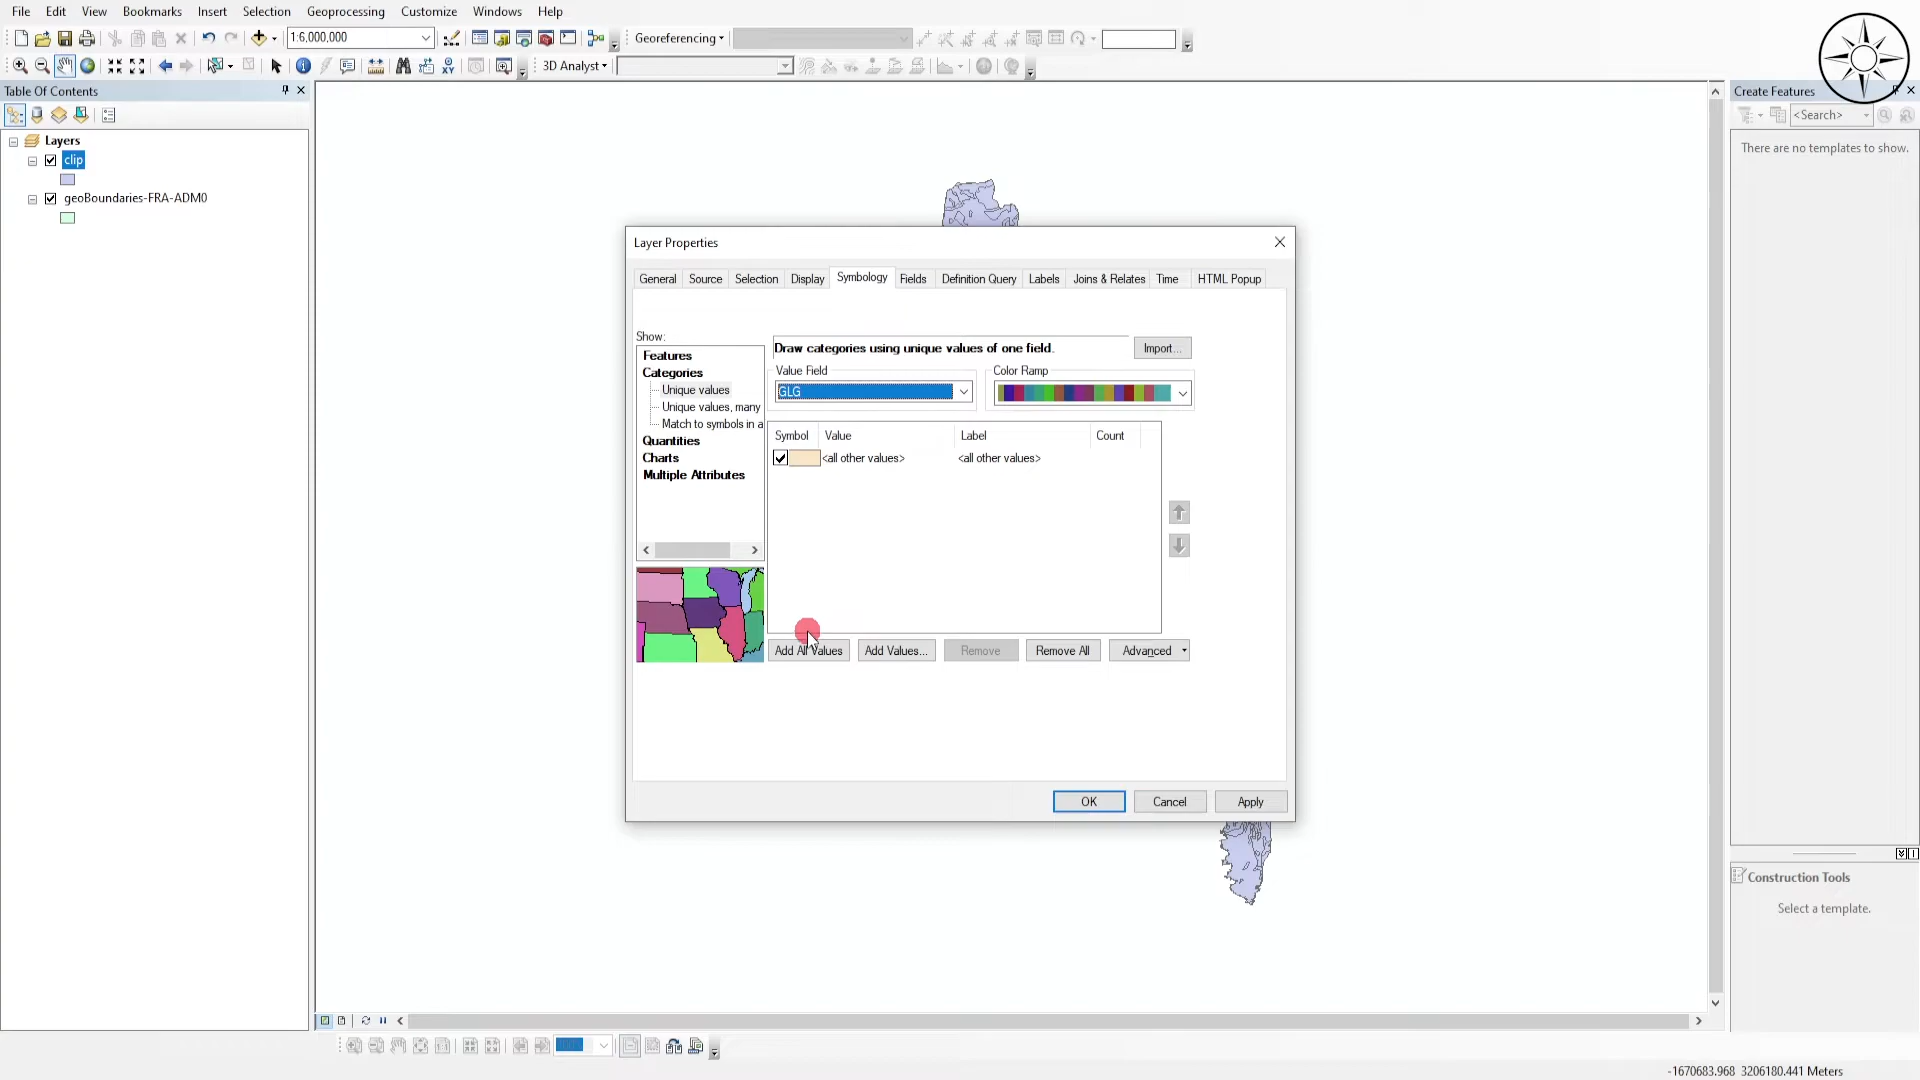 File Edit View Bookmarks Insert Selection Geoprocessing Customize Windows Help
1:6,000,000 Georeferencing
3D Analyst
Table Of Contents
Layers
clip
geoBoundaries-FRA-ADM0
Layer Properties
General Source Selection Display Symbology Fields Definition Query Labels Joins & Relates Time HTML Popup
Show:
Features
Categories
Unique values
Unique values, many
Match to symbols in a
Quantities
Charts
Multiple Attributes
Draw categories using unique values of one field.
Import...
Value Field
GLG
Color Ramp
Symbol Value Label Count
<all other values> <all other values>
Add All Values Add Values... Remove Remove All Advanced
OK Cancel Apply
Create Features
<Search>
There are no templates to show.
Construction Tools
Select a template.
-1670683.968 3206180.441 Meters